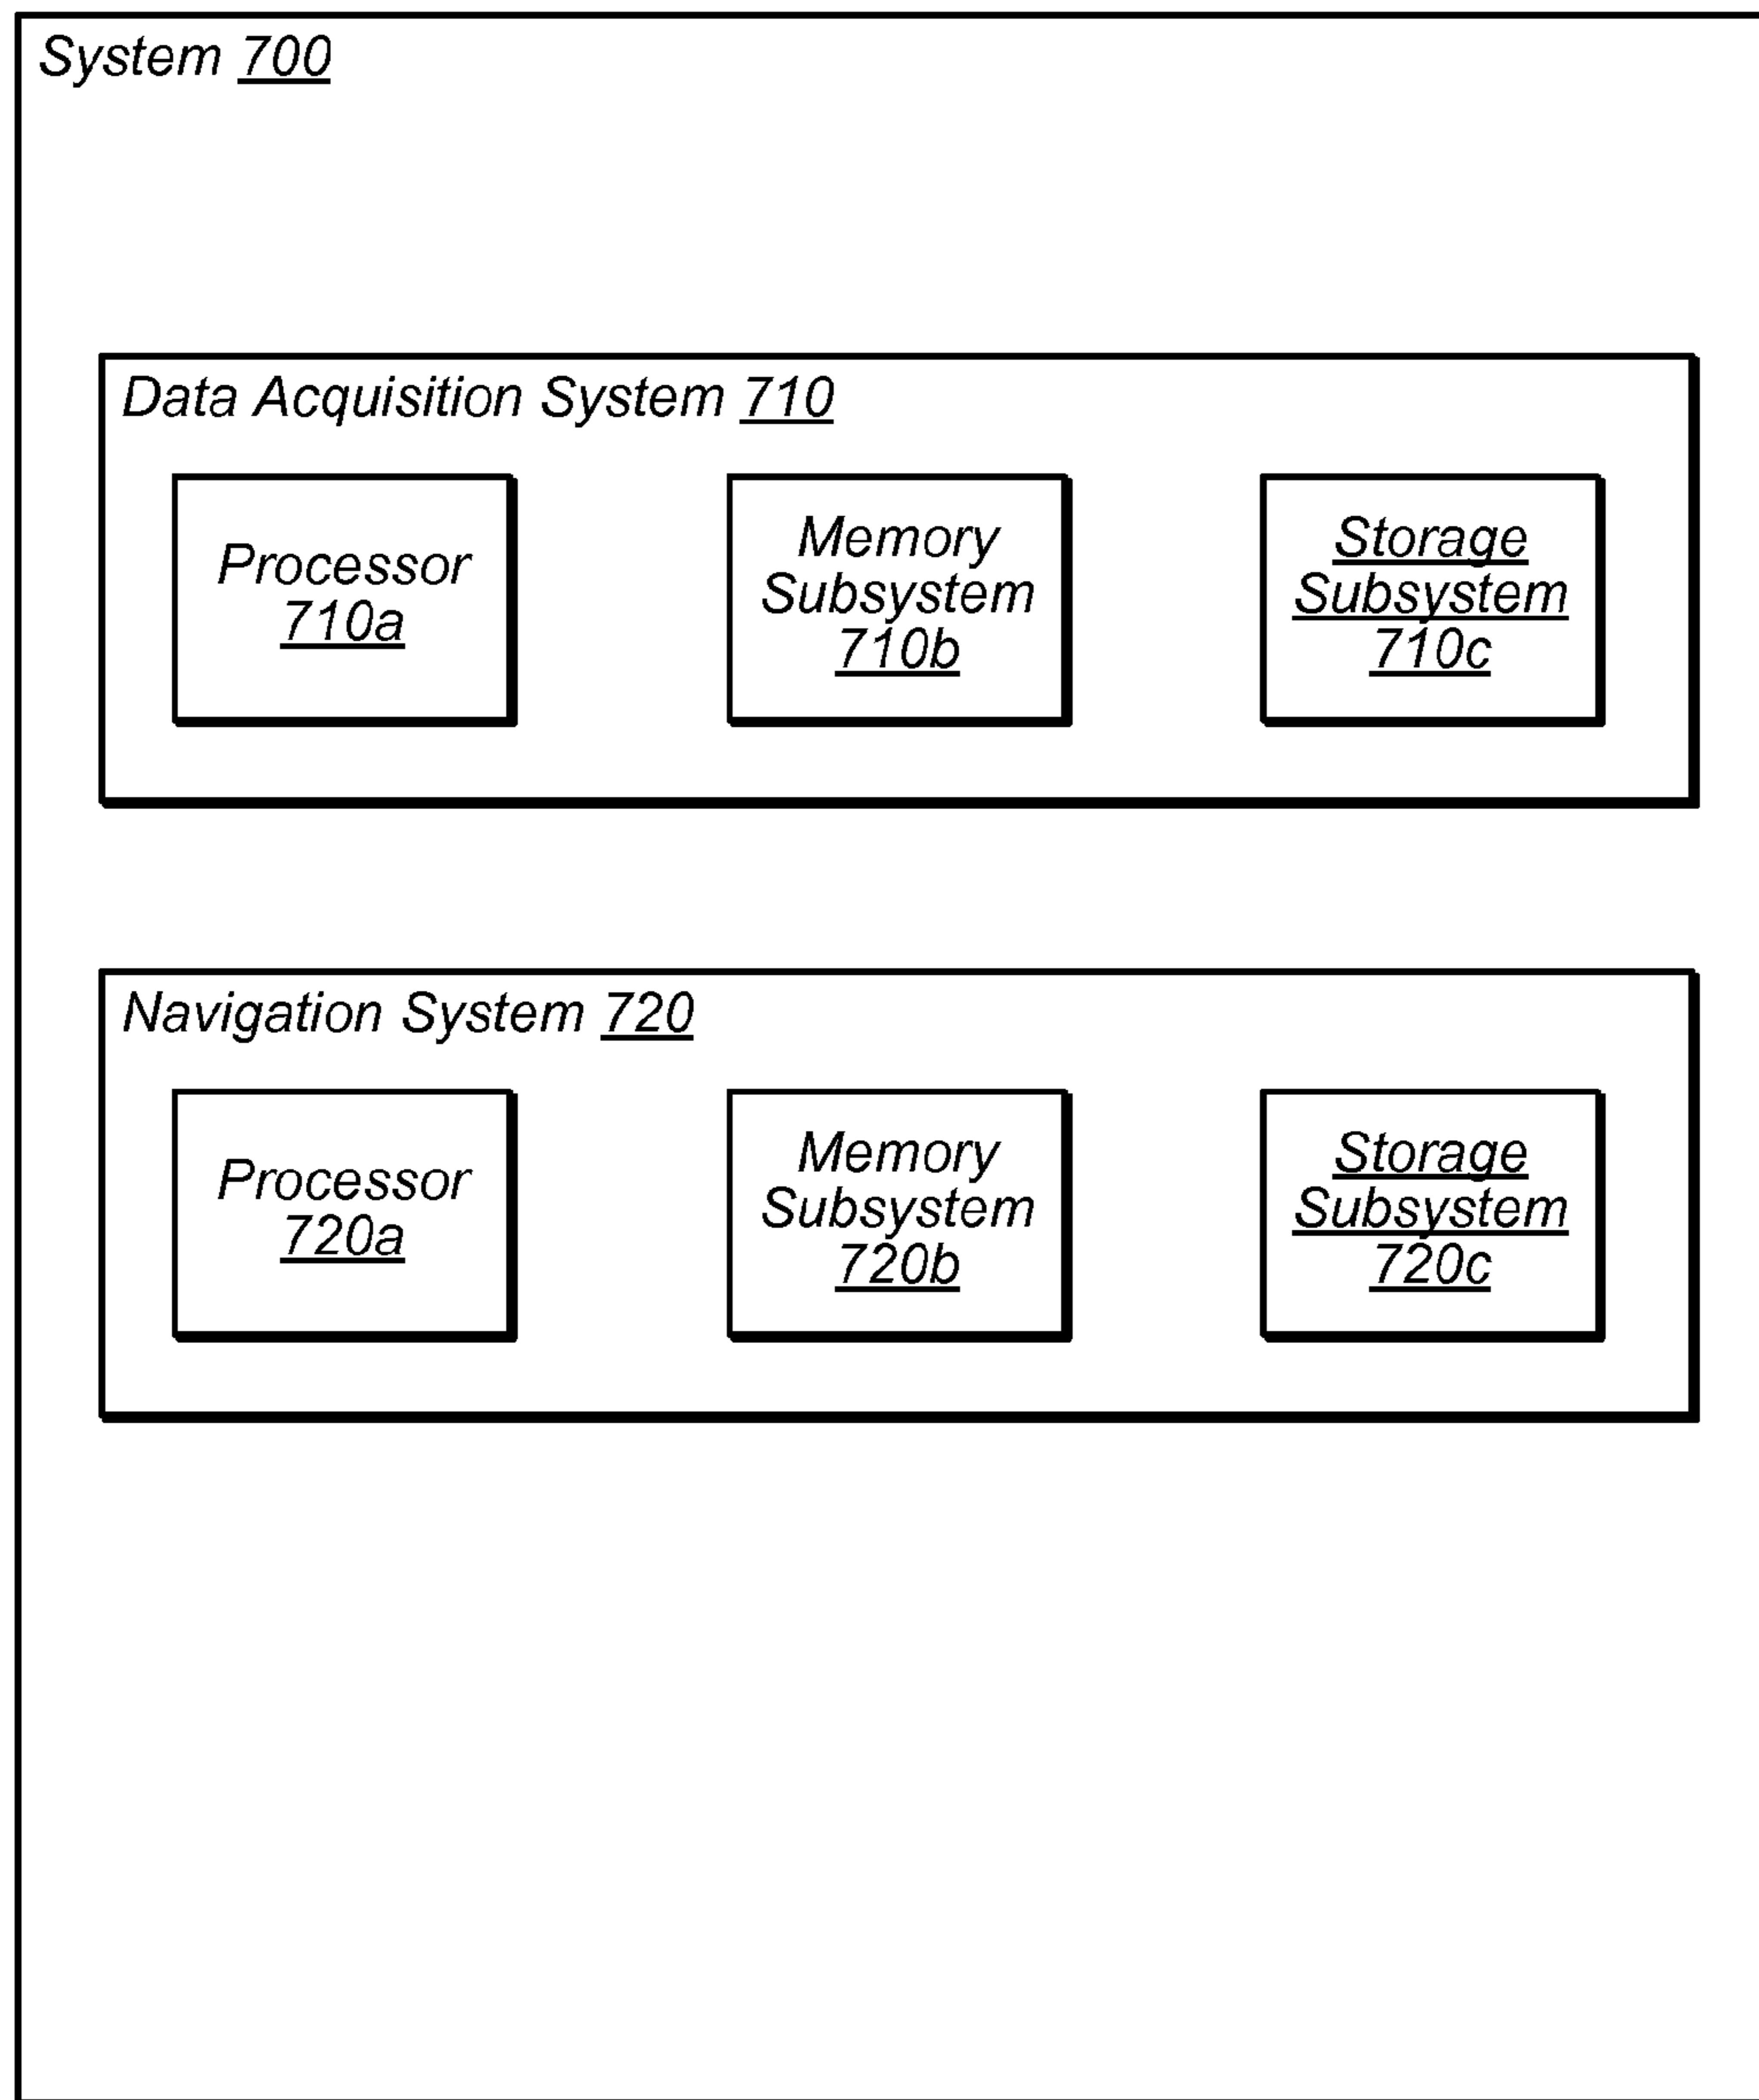 System 700
Data Acquisition System 710
Processor
710a
Memory
Subsystem
710b
Storage
Subsystem
710c
Navigation System 720
Processor
720a
Memory
Subsystem
720b
Storage
Subsystem
720c